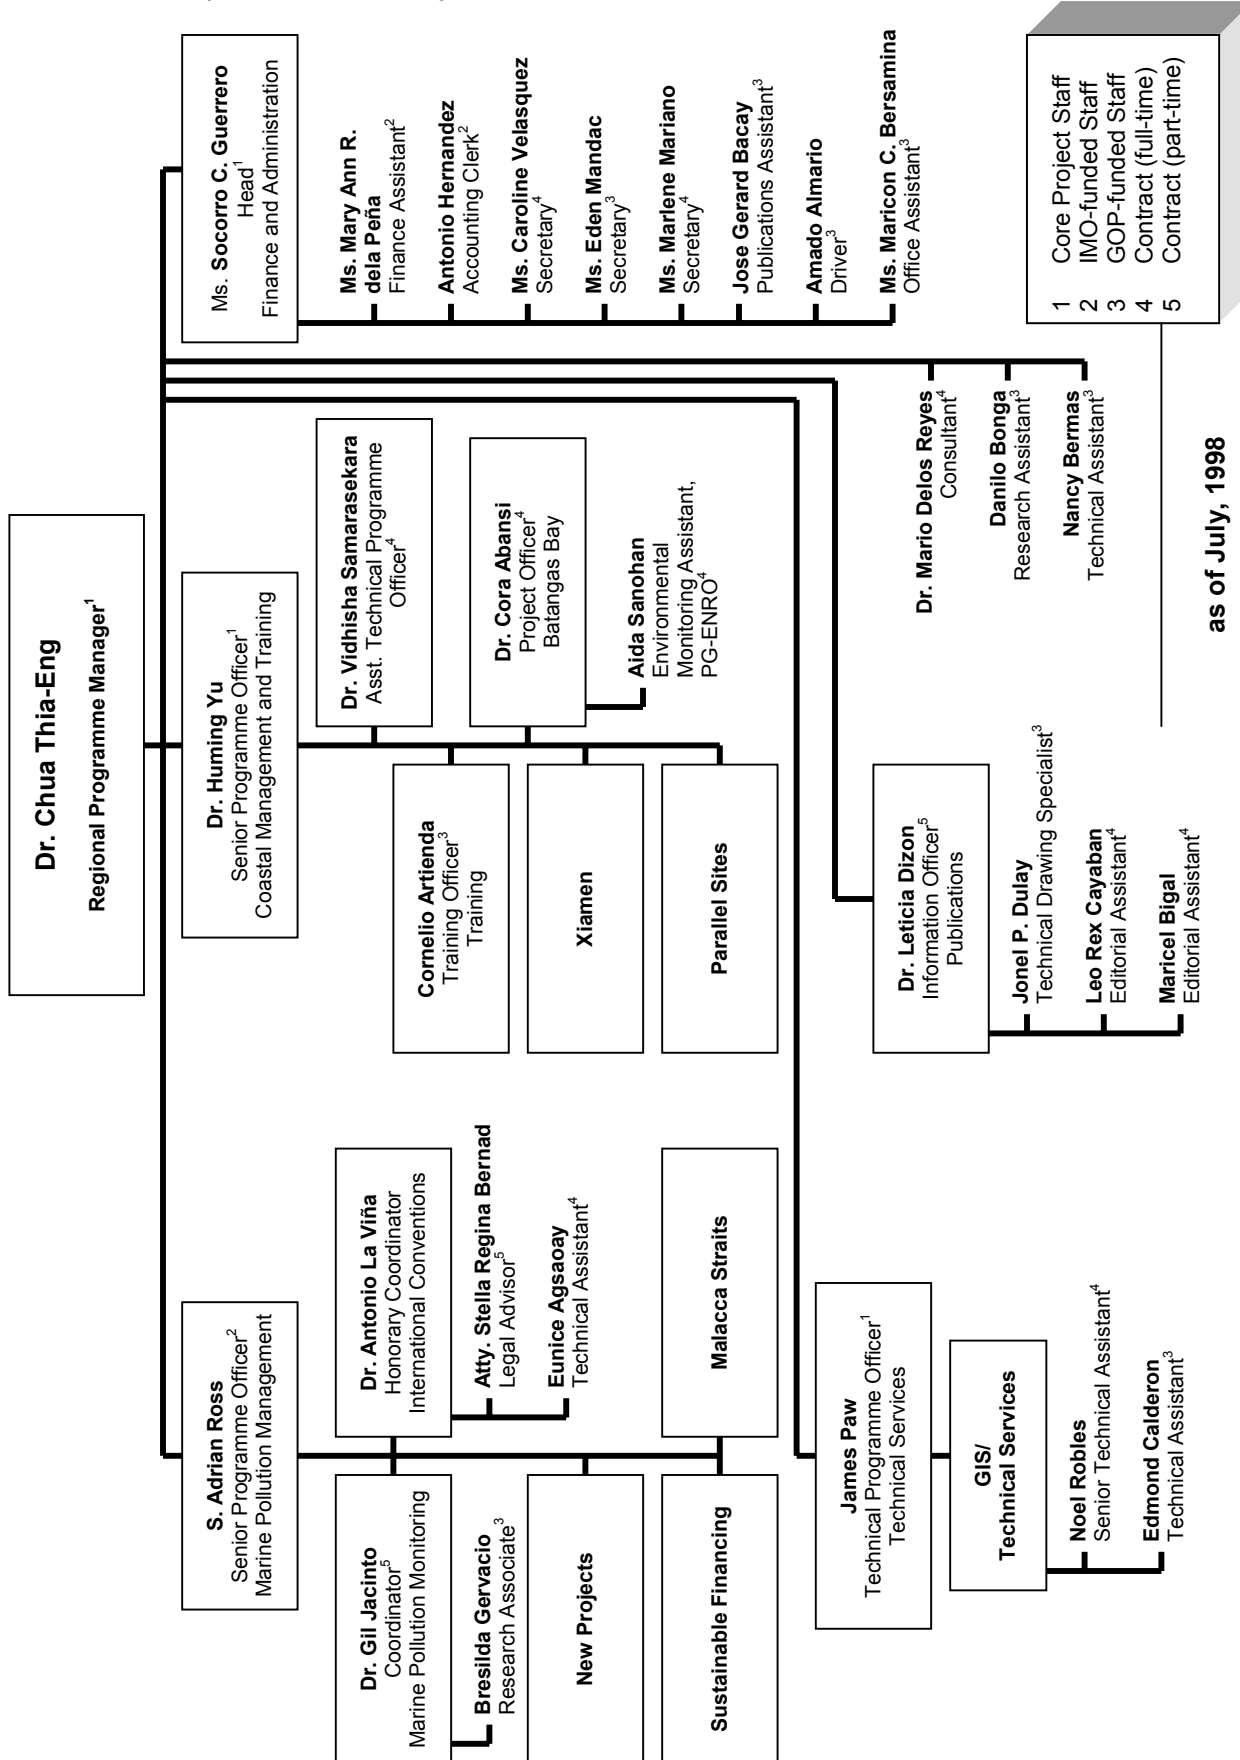 Dr. Chua Thia-Eng
Regional Programme Manager¹
S. Adrian Ross
Senior Programme Officer²
Marine Pollution Management
Dr. Huming Yu
Senior Programme Officer¹
Coastal Management and Training
Ms. Socorro C. Guerrero
Head¹
Finance and Administration
Dr. Gil Jacinto
Coordinator⁵
Marine Pollution Monitoring
Bresilda Gervacio
Research Associate³
New Projects
Sustainable Financing
Dr. Antonio La Viña
Honorary Coordinator
International Conventions
Atty. Stella Regina Bernad
Legal Advisor⁵
Eunice Agsaoay
Technical Assistant⁴
Malacca Straits
Cornelio Artienda
Training Officer³
Training
Xiamen
Parallel Sites
Dr. Vidhisha Samarasekara
Asst. Technical Programme
Officer⁴
Dr. Cora Abansi
Project Officer⁴
Batangas Bay
Aida Sanohan
Environmental
Monitoring Assistant,
PG-ENRO⁴
Ms. Mary Ann R.
dela Peña
Finance Assistant²
Antonio Hernandez
Accounting Clerk²
Ms. Caroline Velasquez
Secretary⁴
Ms. Eden Mandac
Secretary³
Ms. Marlene Mariano
Secretary⁴
Jose Gerard Bacay
Publications Assistant³
Amado Almario
Driver³
Ms. Maricon C. Bersamina
Office Assistant³
James Paw
Technical Programme Officer¹
Technical Services
GIS/
Technical Services
Noel Robles
Senior Technical Assistant⁴
Edmond Calderon
Technical Assistant³
Dr. Leticia Dizon
Information Officer⁵
Publications
Jonel P. Dulay
Technical Drawing Specialist³
Leo Rex Cayaban
Editorial Assistant⁴
Maricel Bigal
Editorial Assistant⁴
Dr. Mario Delos Reyes
Consultant⁴
Danilo Bonga
Research Assistant³
Nancy Bermas
Technical Assistant³
1 Core Project Staff
2 IMO-funded Staff
3 GOP-funded Staff
4 Contract (full-time)
5 Contract (part-time)
as of July, 1998